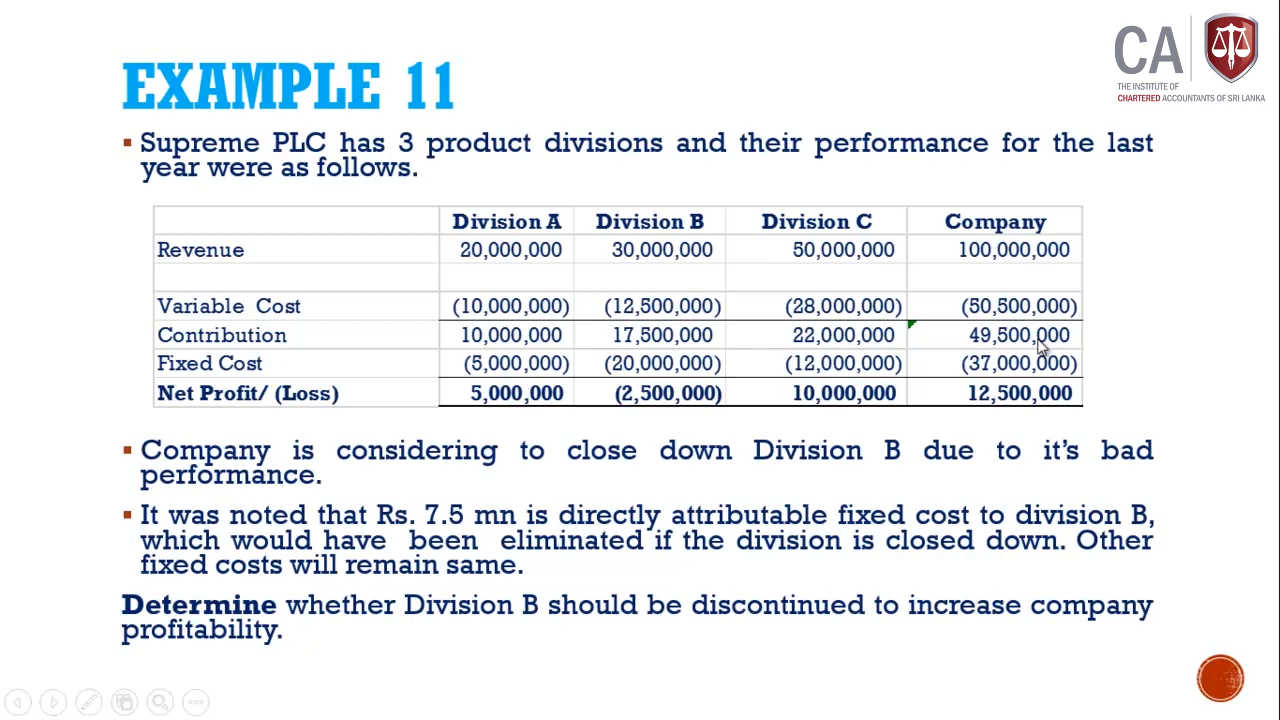 CA
THE INSTITUTE OF
CHARTERED ACCOUNTANTS OF SRI LANKA
EXAMPLE 11
▪ Supreme PLC has 3 product divisions and their performance for the last
year were as follows.
Division A Division B Division C Company
Revenue 20,000,000 30,000,000 50,000,000 100,000,000
Variable Cost (10,000,000) (12,500,000) (28,000,000) (50,500,000)
Contribution 10,000,000 17,500,000 22,000,000 49,500,000
Fixed Cost (5,000,000) (20,000,000) (12,000,000) (37,000,000)
Net Profit/ (Loss) 5,000,000 (2,500,000) 10,000,000 12,500,000
▪ Company is considering to close down Division B due to it's bad
performance.
▪ It was noted that Rs. 7.5 mn is directly attributable fixed cost to division B,
which would have been eliminated if the division is closed down. Other
fixed costs will remain same.
Determine whether Division B should be discontinued to increase company
profitability.